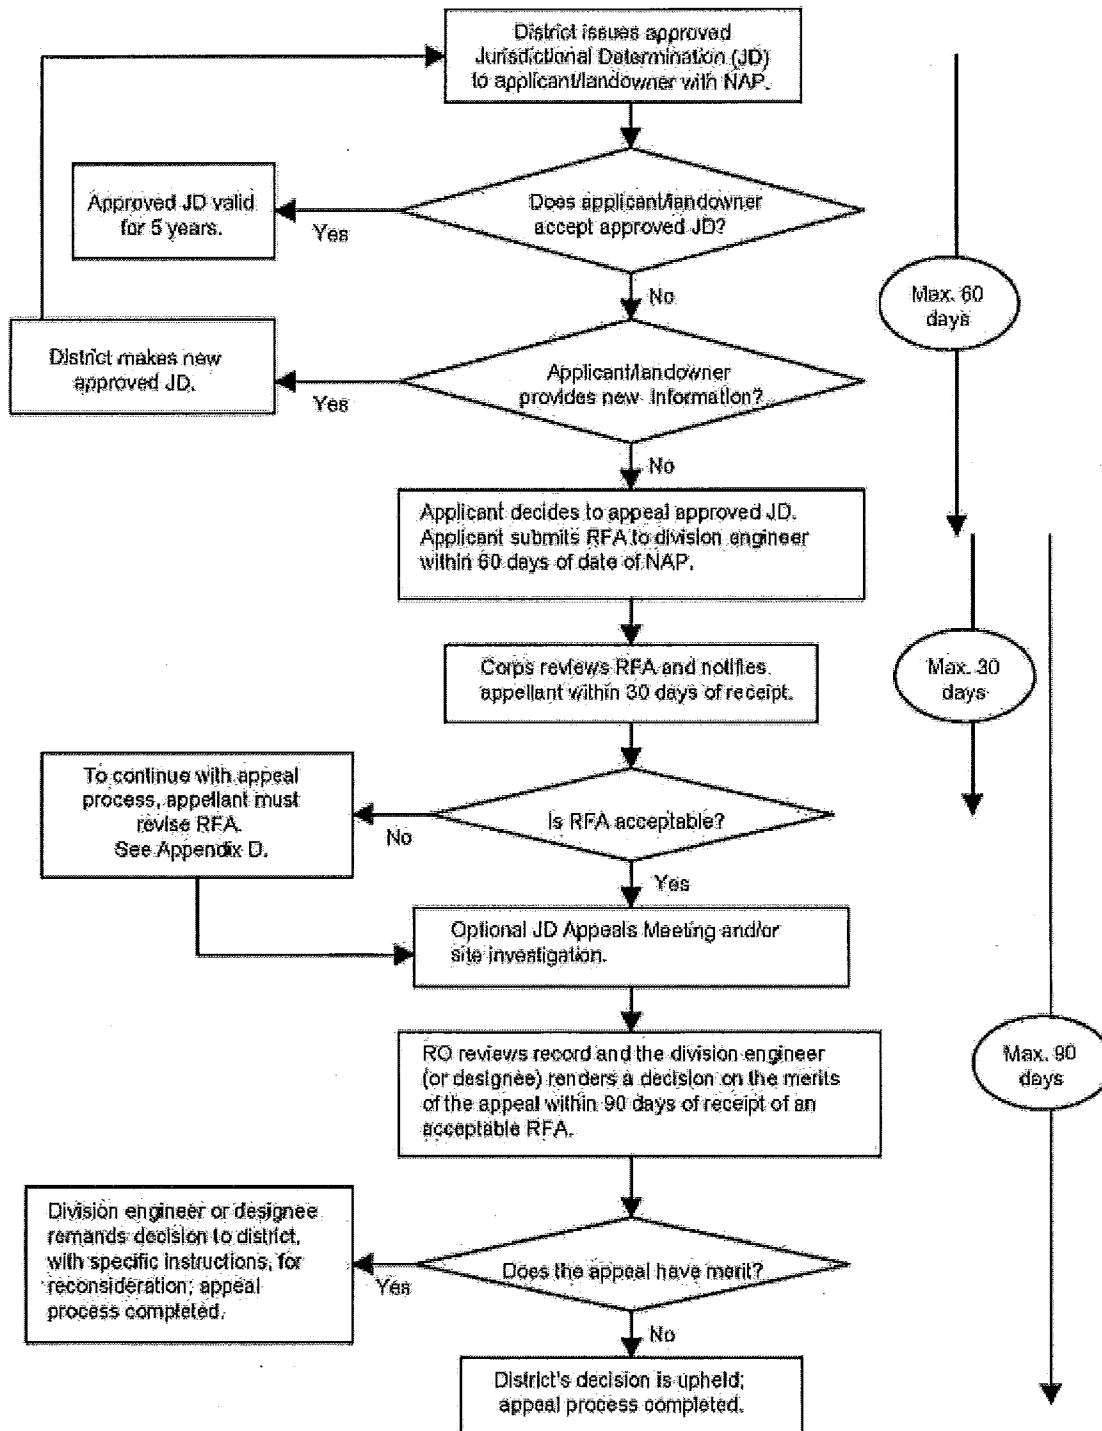 District issues approved
Jurisdictional Determination (JD)
to applicant/landowner with NAP.
Approved JD valid
for 5 years.
Yes
Does applicant/landowner
accept approved JD?
No
Max. 60
days
District makes new
approved JD.
Yes
Applicant/landowner
provides new information?
No
Applicant decides to appeal approved JD.
Applicant submits RFA to division engineer
within 60 days of date of NAP.
Corps reviews RFA and notifies
appellant within 30 days of receipt.
Max. 30
days
To continue with appeal
process, appellant must
revise RFA.
See Appendix D.
No
Is RFA acceptable?
Yes
Optional JD Appeals Meeting and/or
site investigation.
RO reviews record and the division engineer
(or designee) renders a decision on the merits
of the appeal within 90 days of receipt of an
acceptable RFA.
Max. 90
days
Division engineer or designee
remands decision to district,
with specific instructions, for
reconsideration; appeal
process completed.
Yes
Does the appeal have merit?
No
District's decision is upheld;
appeal process completed.